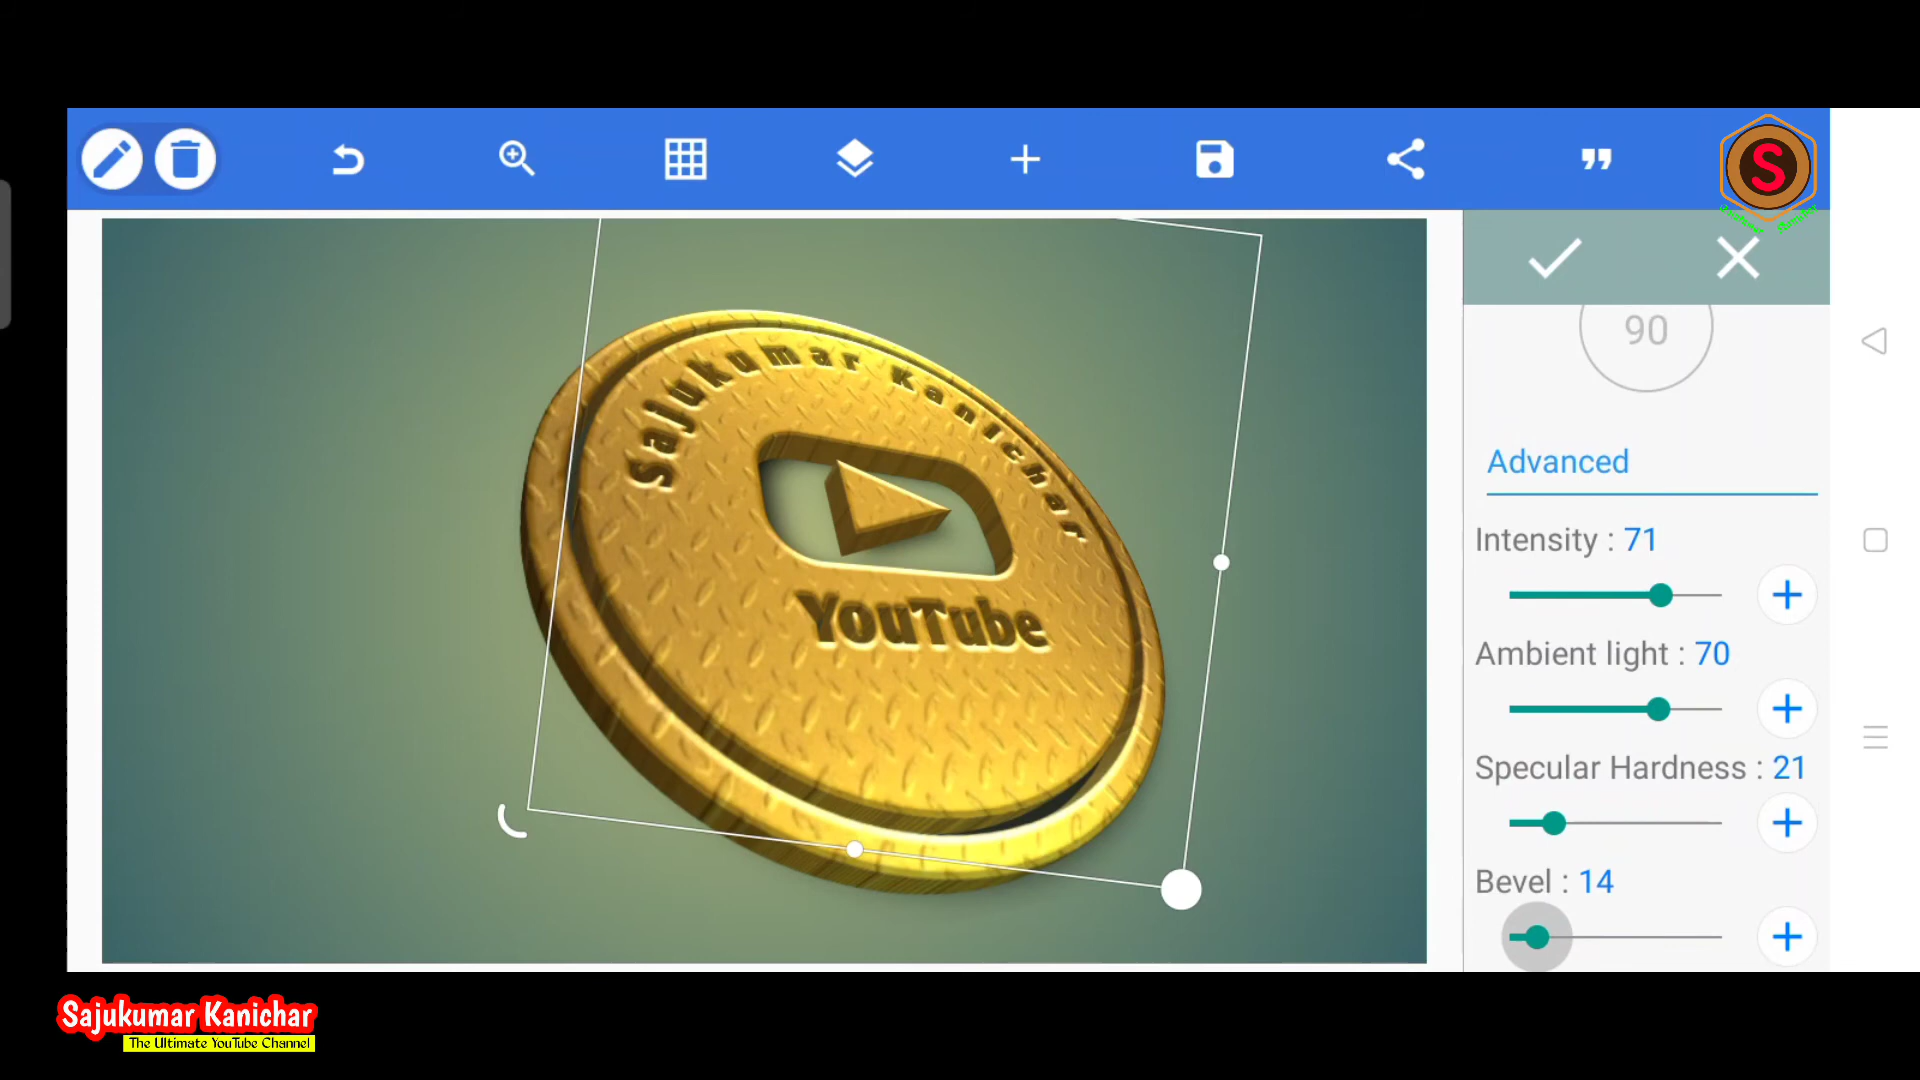 S
90
Advanced
Intensity : 71
Ambient light : 70
Specular Hardness : 21
Bevel : 14
Sajukumar Kanichar
YouTube
Sajukumar Kanichar
The Ultimate YouTube Channel